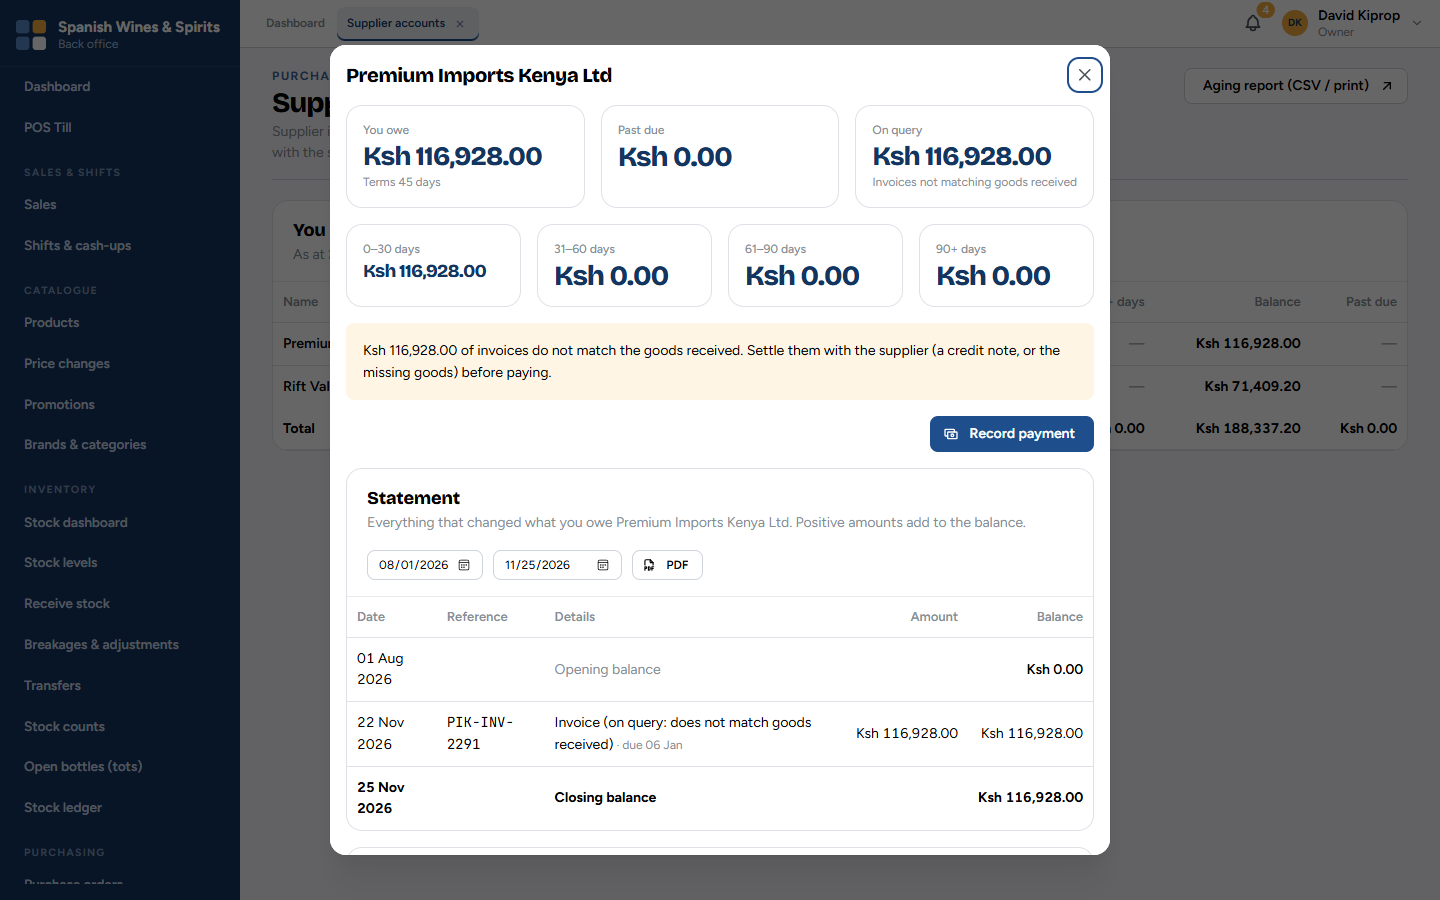 Spanish Wines & Spirits
Back office
Dashboard
POS Till
SALES & SHIFTS
Sales
Shifts & cash-ups
CATALOGUE
Products
Price changes
Promotions
Brands & categories
INVENTORY
Stock dashboard
Stock levels
Receive stock
Breakages & adjustments
Transfers
Stock counts
Open bottles (tots)
Stock ledger
PURCHASING
Purchase orders
Dashboard
Supplier accounts
4
DK
David Kiprop
Owner
PURCHA
Supp
Supplier i
with the s
Aging report (CSV / print)
You
As at
Name
days
Balance
Past due
Premiu
—
Ksh 116,928.00
—
Rift Val
—
Ksh 71,409.20
—
Total
0.00
Ksh 188,337.20
Ksh 0.00
Premium Imports Kenya Ltd
You owe
Ksh 116,928.00
Terms 45 days
Past due
Ksh 0.00
On query
Ksh 116,928.00
Invoices not matching goods received
0–30 days
Ksh 116,928.00
31–60 days
Ksh 0.00
61–90 days
Ksh 0.00
90+ days
Ksh 0.00
Ksh 116,928.00 of invoices do not match the goods received. Settle them with the supplier (a credit note, or the
missing goods) before paying.
Record payment
Statement
Everything that changed what you owe Premium Imports Kenya Ltd. Positive amounts add to the balance.
08/01/2026
11/25/2026
PDF
Date
Reference
Details
Amount
Balance
01 Aug
2026
Opening balance
Ksh 0.00
22 Nov
2026
PIK-INV-
2291
Invoice (on query: does not match goods
received) · due 06 Jan
Ksh 116,928.00
Ksh 116,928.00
25 Nov
2026
Closing balance
Ksh 116,928.00